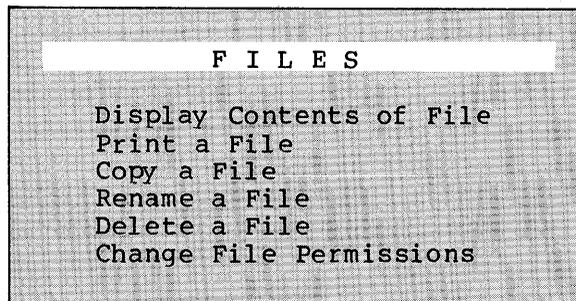 F I L E S
Display Contents of File
Print a File
Copy a File
Rename a File
Delete a File
Change File Permissions